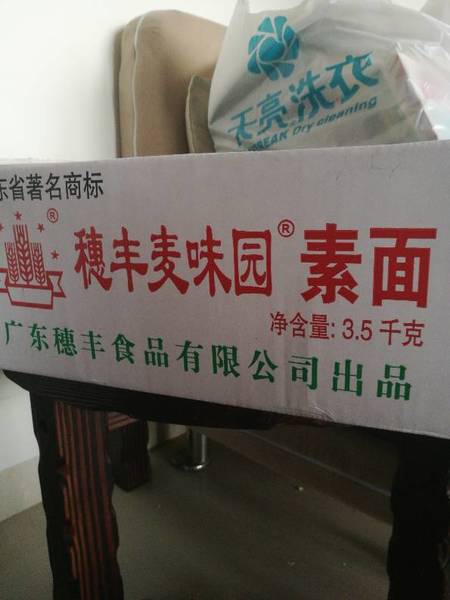 天亮洗衣
BREAK Dry cleaning
东省著名商标
穗丰麦味园® 素面
®
净含量: 3.5 千克
广东穗丰食品有限公司出品